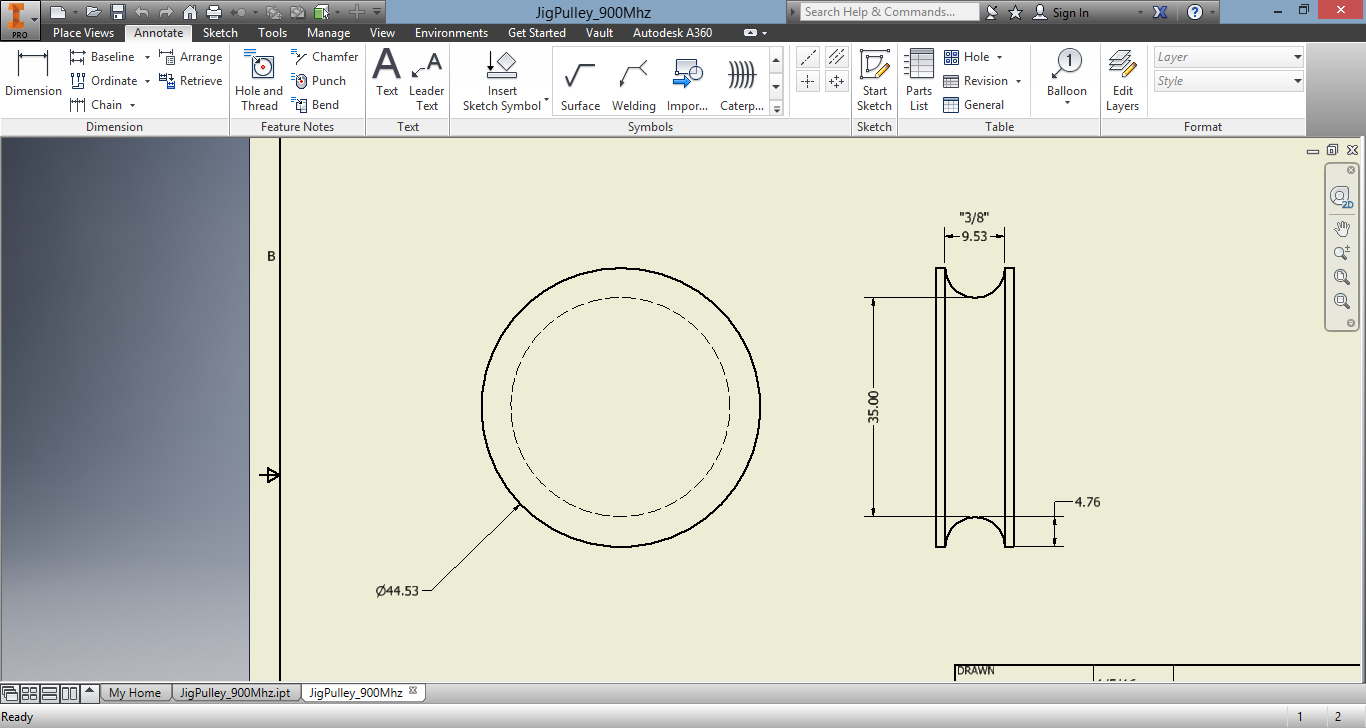 JigPulley_900Mhz
Search Help & Commands...
Sign In
PRO
Place Views
Annotate
Sketch
Tools
Manage
View
Environments
Get Started
Vault
Autodesk A360
Dimension
Baseline
Ordinate
Chain
Arrange
Retrieve
Dimension
Hole and
Thread
Chamfer
Punch
Bend
Feature Notes
Text
Leader
Text
Text
Insert
Sketch Symbol
Surface
Welding
Impor...
Caterp...
Symbols
Start
Sketch
Sketch
Parts
List
Hole
Revision
General
Table
1
Balloon
Edit
Layers
Layer
Style
Format
2D
B
"3/8"
9.53
35.00
4.76
Ø44.53
DRAWN
My Home
JigPulley_900Mhz.ipt
JigPulley_900Mhz
Ready
1
2